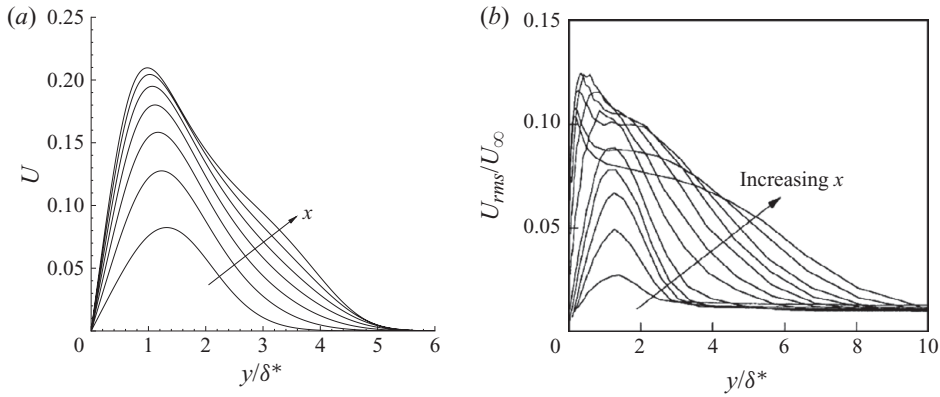 (a)
0.25
0.20
0.15
0.10
0.05
U
x
0 1 2 3 4 5 6
y/δ*
(b)
0.15
0.10
0.05
U_rms/U_∞
Increasing x
0 2 4 6 8 10
y/δ*